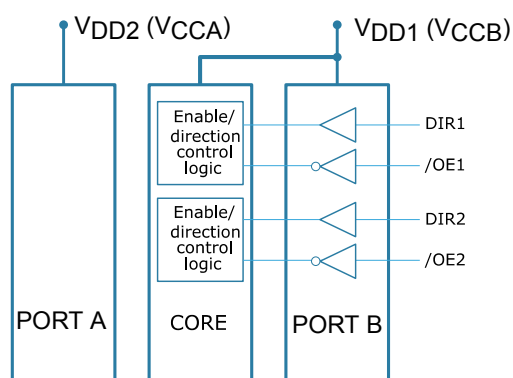 VDD2 (VCCA)
VDD1 (VCCB)
Enable/
direction
control
logic
DIR1
/OE1
Enable/
direction
control
logic
DIR2
/OE2
PORT A
CORE
PORT B